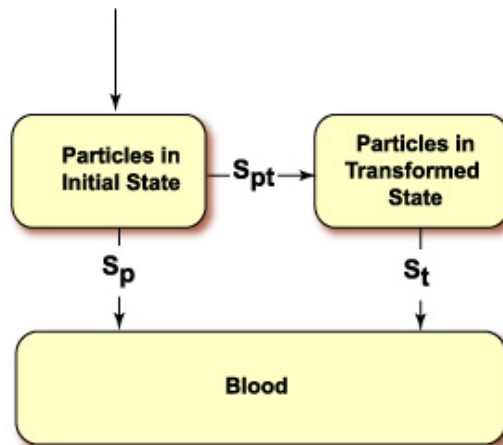 Particles in
Initial State
Spt
Particles in
Transformed
State
Sp
St
Blood